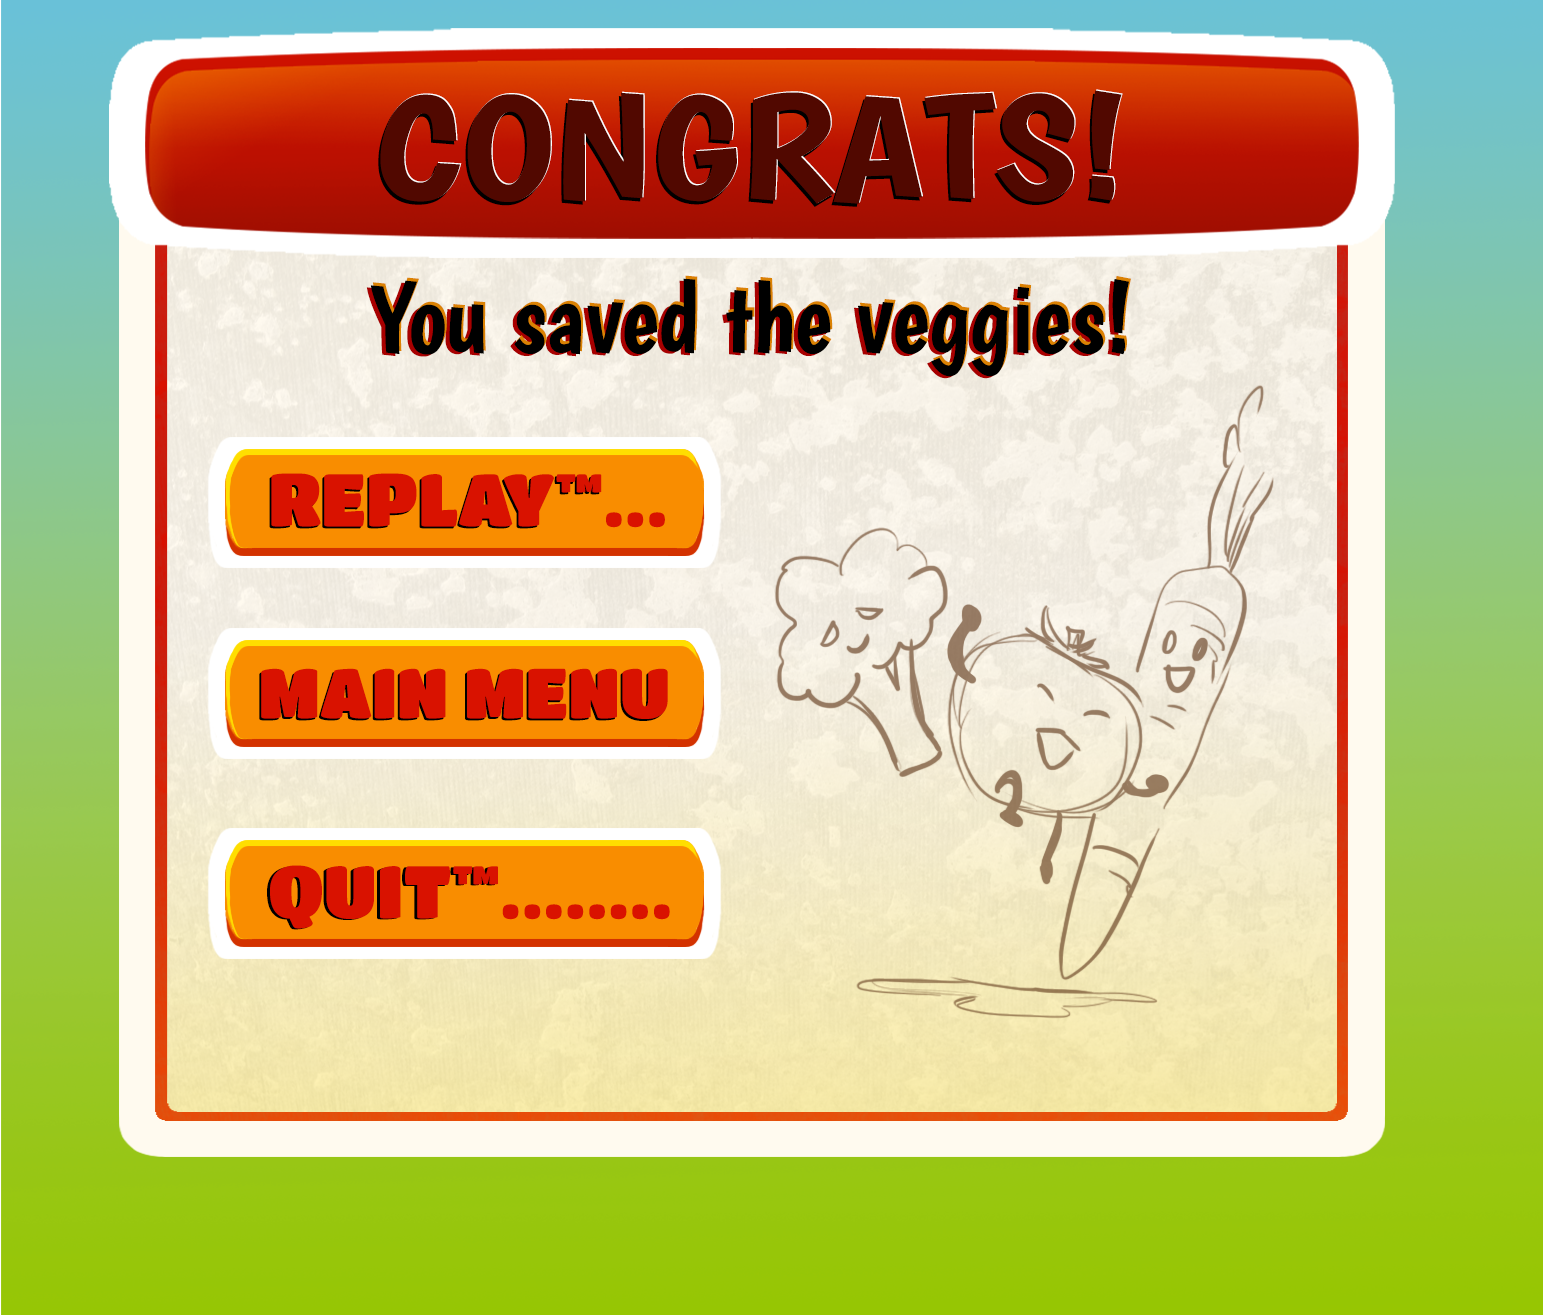 CONGRATS!
You saved the veggies!
REPLAY™...
MAIN MENU
QUIT™........